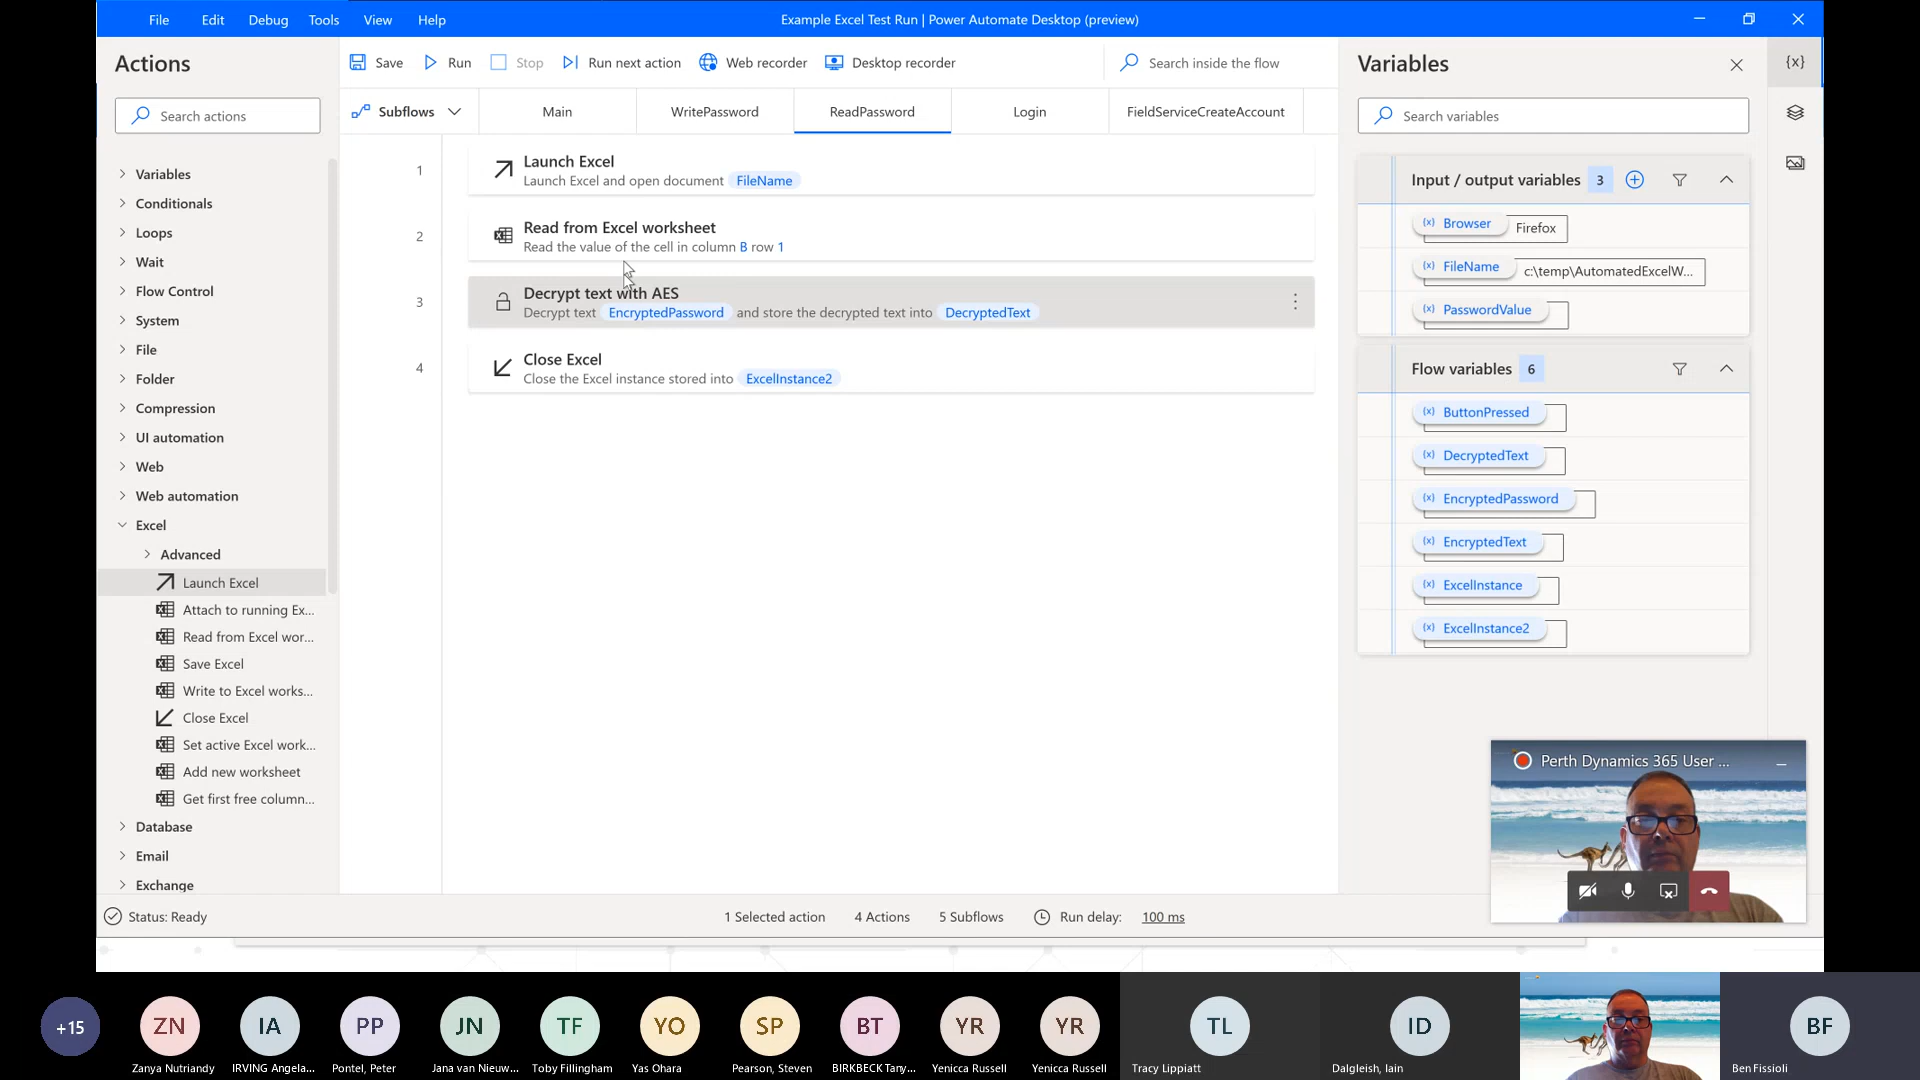 File Edit Debug Tools View Help
Example Excel Test Run | Power Automate Desktop (preview)
Actions
Search actions
Variables
Conditionals
Loops
Wait
Flow Control
System
File
Folder
Compression
UI automation
Web
Web automation
Excel
Advanced
Launch Excel
Attach to running Ex...
Read from Excel wor...
Save Excel
Write to Excel works...
Close Excel
Set active Excel work...
Add new worksheet
Get first free column...
Database
Email
Exchange
Save Run Stop Run next action Web recorder Desktop recorder
Search inside the flow
Subflows Main WritePassword ReadPassword Login FieldServiceCreateAccount
1
Launch Excel
Launch Excel and open document FileName
2
Read from Excel worksheet
Read the value of the cell in column B row 1
3
Decrypt text with AES
Decrypt text EncryptedPassword and store the decrypted text into DecryptedText
4
Close Excel
Close the Excel instance stored into ExcelInstance2
Variables
{x}
Search variables
Input / output variables 3
(x) Browser Firefox
(x) FileName c:\temp\AutomatedExcelW...
(x) PasswordValue
Flow variables 6
(x) ButtonPressed
(x) DecryptedText
(x) EncryptedPassword
(x) EncryptedText
(x) ExcelInstance
(x) ExcelInstance2
Perth Dynamics 365 User ...
Status: Ready
1 Selected action 4 Actions 5 Subflows Run delay: 100 ms
+15 ZN IA PP JN TF YO SP BT YR YR TL ID BF
Zanya Nutriandy IRVING Angela... Pontel, Peter Jana van Nieuw... Toby Fillingham Yas Ohara Pearson, Steven BIRKBECK Tany... Yenicca Russell Yenicca Russell Tracy Lippiatt Dalgleish, Iain Ben Fissioli